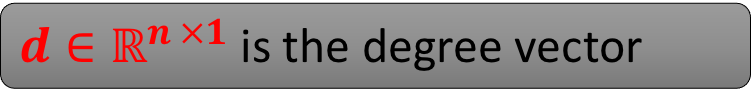 d ∈ ℝⁿ ˣ¹ is the degree vector